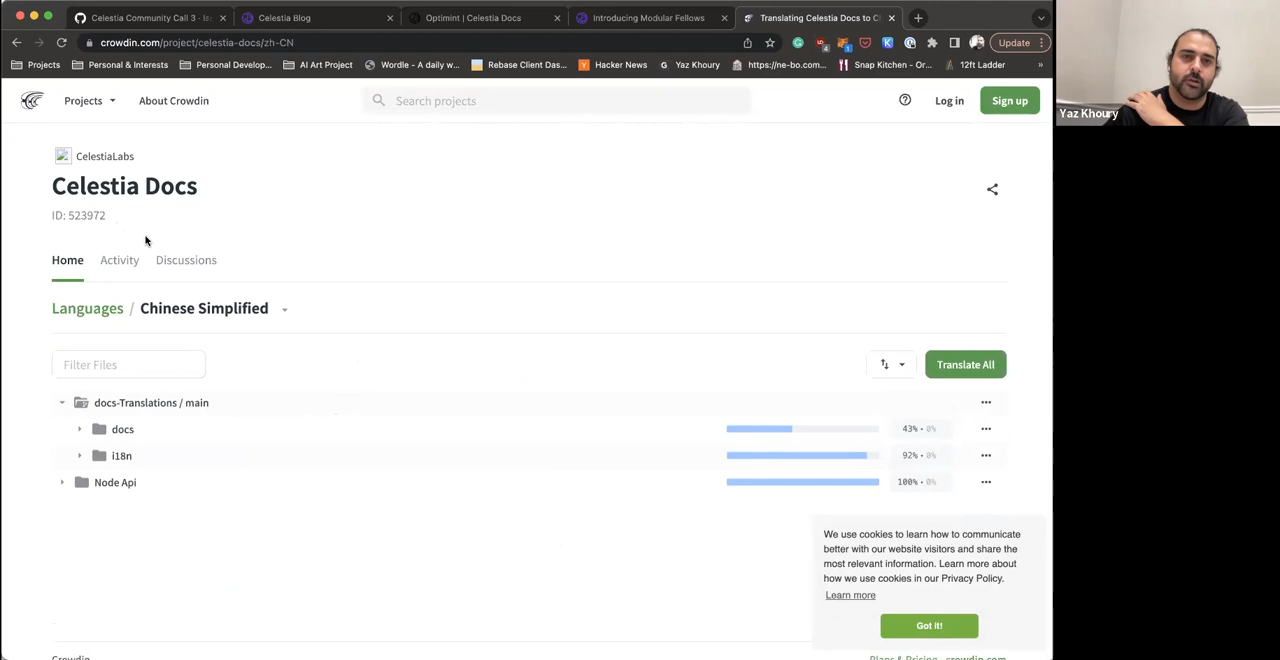 Celestia Community Call 3 · Is
Celestia Blog
Optimint | Celestia Docs
Introducing Modular Fellows
Translating Celestia Docs to C
crowdin.com/project/celestia-docs/zh-CN
Update
Projects
Personal & Interests
Personal Develop...
AI Art Project
Wordle - A daily w...
Rebase Client Das...
Hacker News
Yaz Khoury
https://ne-bo.com...
Snap Kitchen - Or...
12ft Ladder
»
Projects
About Crowdin
Search projects
Log in
Sign up
Yaz Khoury
CelestiaLabs
Celestia Docs
ID: 523972
Home
Activity
Discussions
Languages / Chinese Simplified
Filter Files
Translate All
docs-Translations / main
docs
43% • 0%
i18n
92% • 0%
Node Api
100% • 0%
We use cookies to learn how to communicate
better with our website visitors and share the
most relevant information. Learn more about
how we use cookies in our Privacy Policy.
Learn more
Got it!
Crowdin
Plans & Pricing
crowdin.com